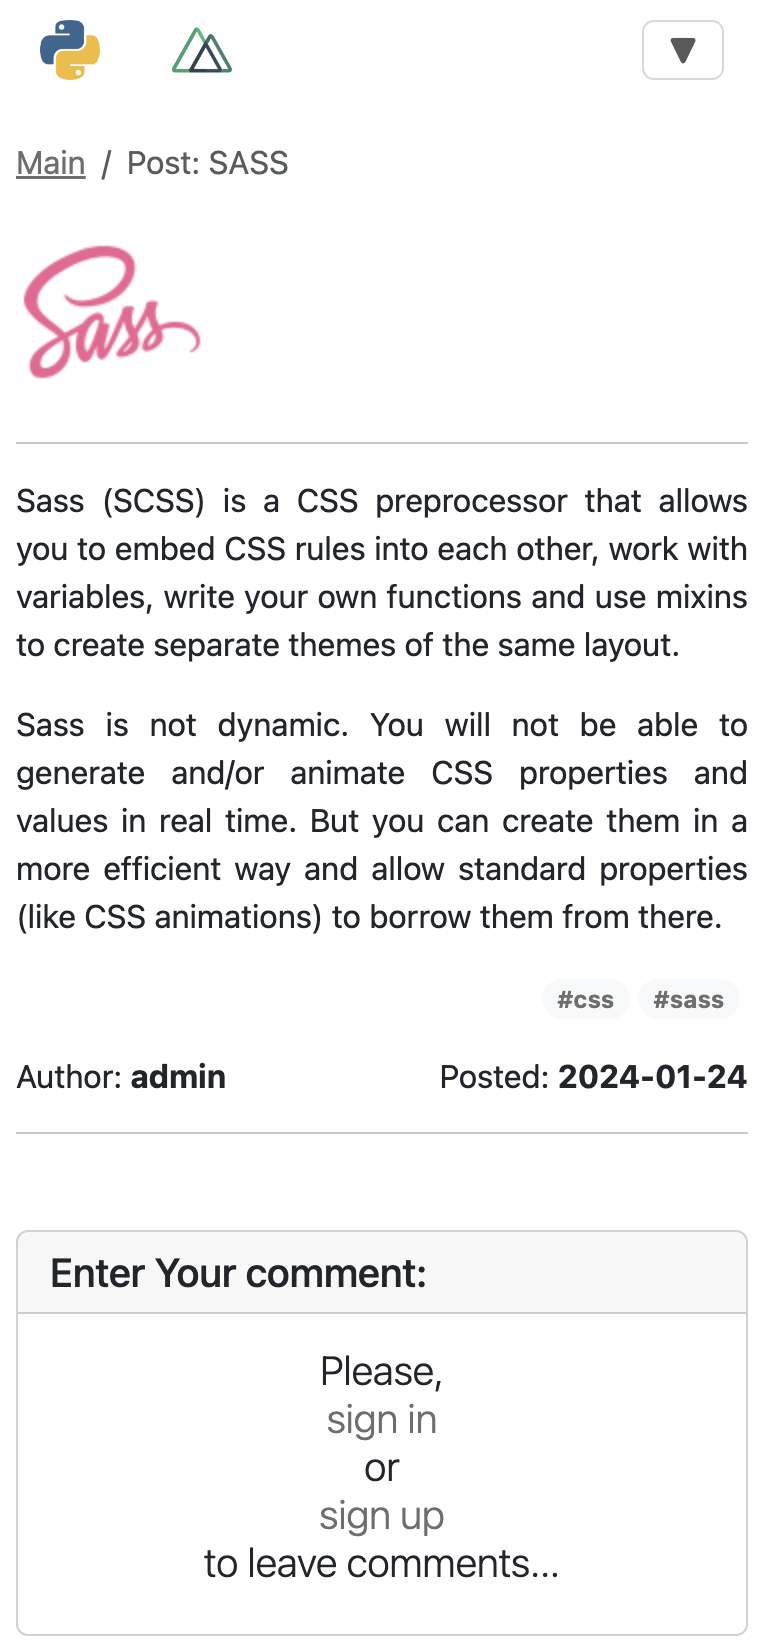 Main / Post: SASS
Sass
Sass (SCSS) is a CSS preprocessor that allows
you to embed CSS rules into each other, work with
variables, write your own functions and use mixins
to create separate themes of the same layout.
Sass is not dynamic. You will not be able to
generate and/or animate CSS properties and
values in real time. But you can create them in a
more efficient way and allow standard properties
(like CSS animations) to borrow them from there.
#css #sass
Author: admin Posted: 2024-01-24
Enter Your comment:
Please,
sign in
or
sign up
to leave comments...